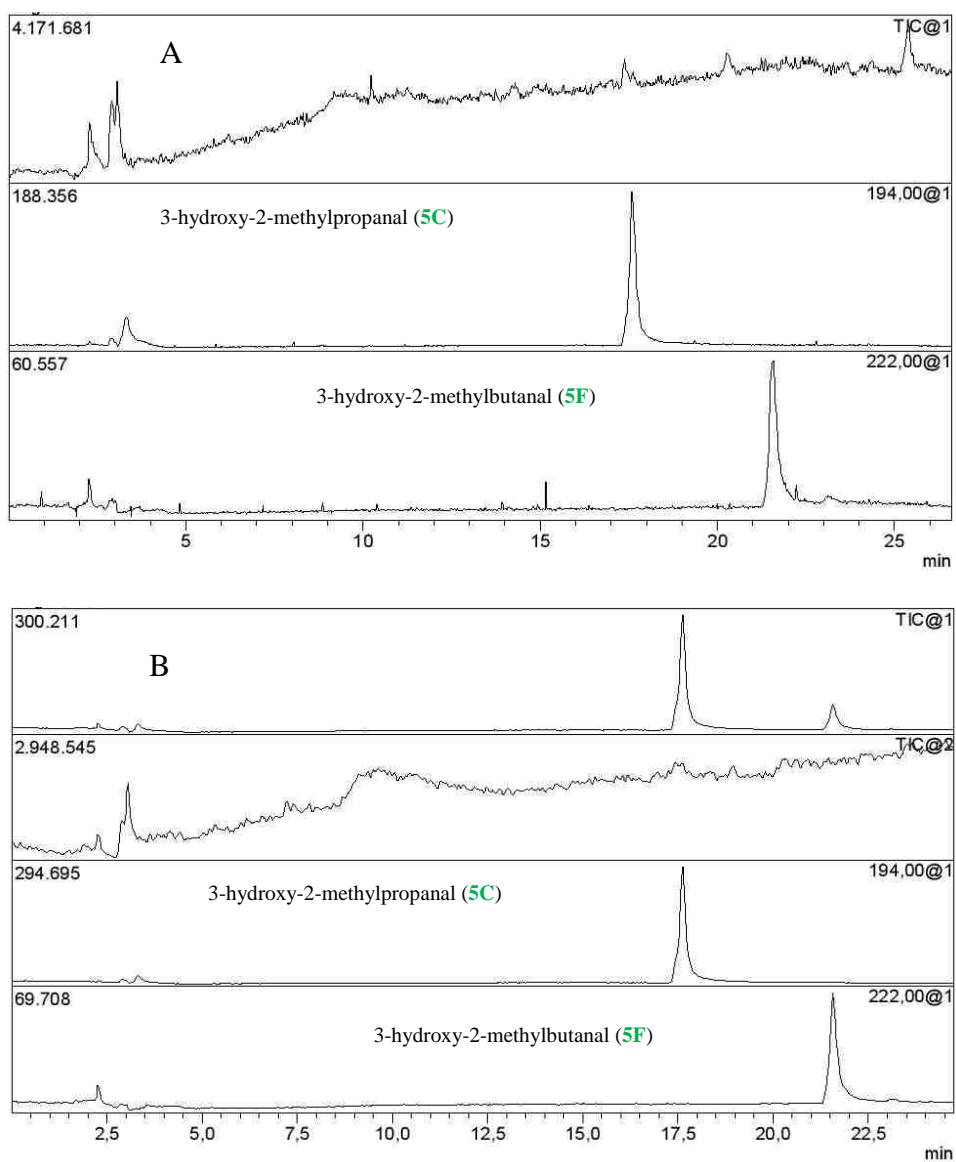 4.171.681 TIC@1
A
188.356 194,00@1
3-hydroxy-2-methylpropanal (5C)
60.557 222,00@1
3-hydroxy-2-methylbutanal (5F)
5 10 15 20 25
min
300.211 TIC@1
B
2.948.545 TIC@2
294.695 194,00@1
3-hydroxy-2-methylpropanal (5C)
69.708 222,00@1
3-hydroxy-2-methylbutanal (5F)
2,5 5,0 7,5 10,0 12,5 15,0 17,5 20,0 22,5
min